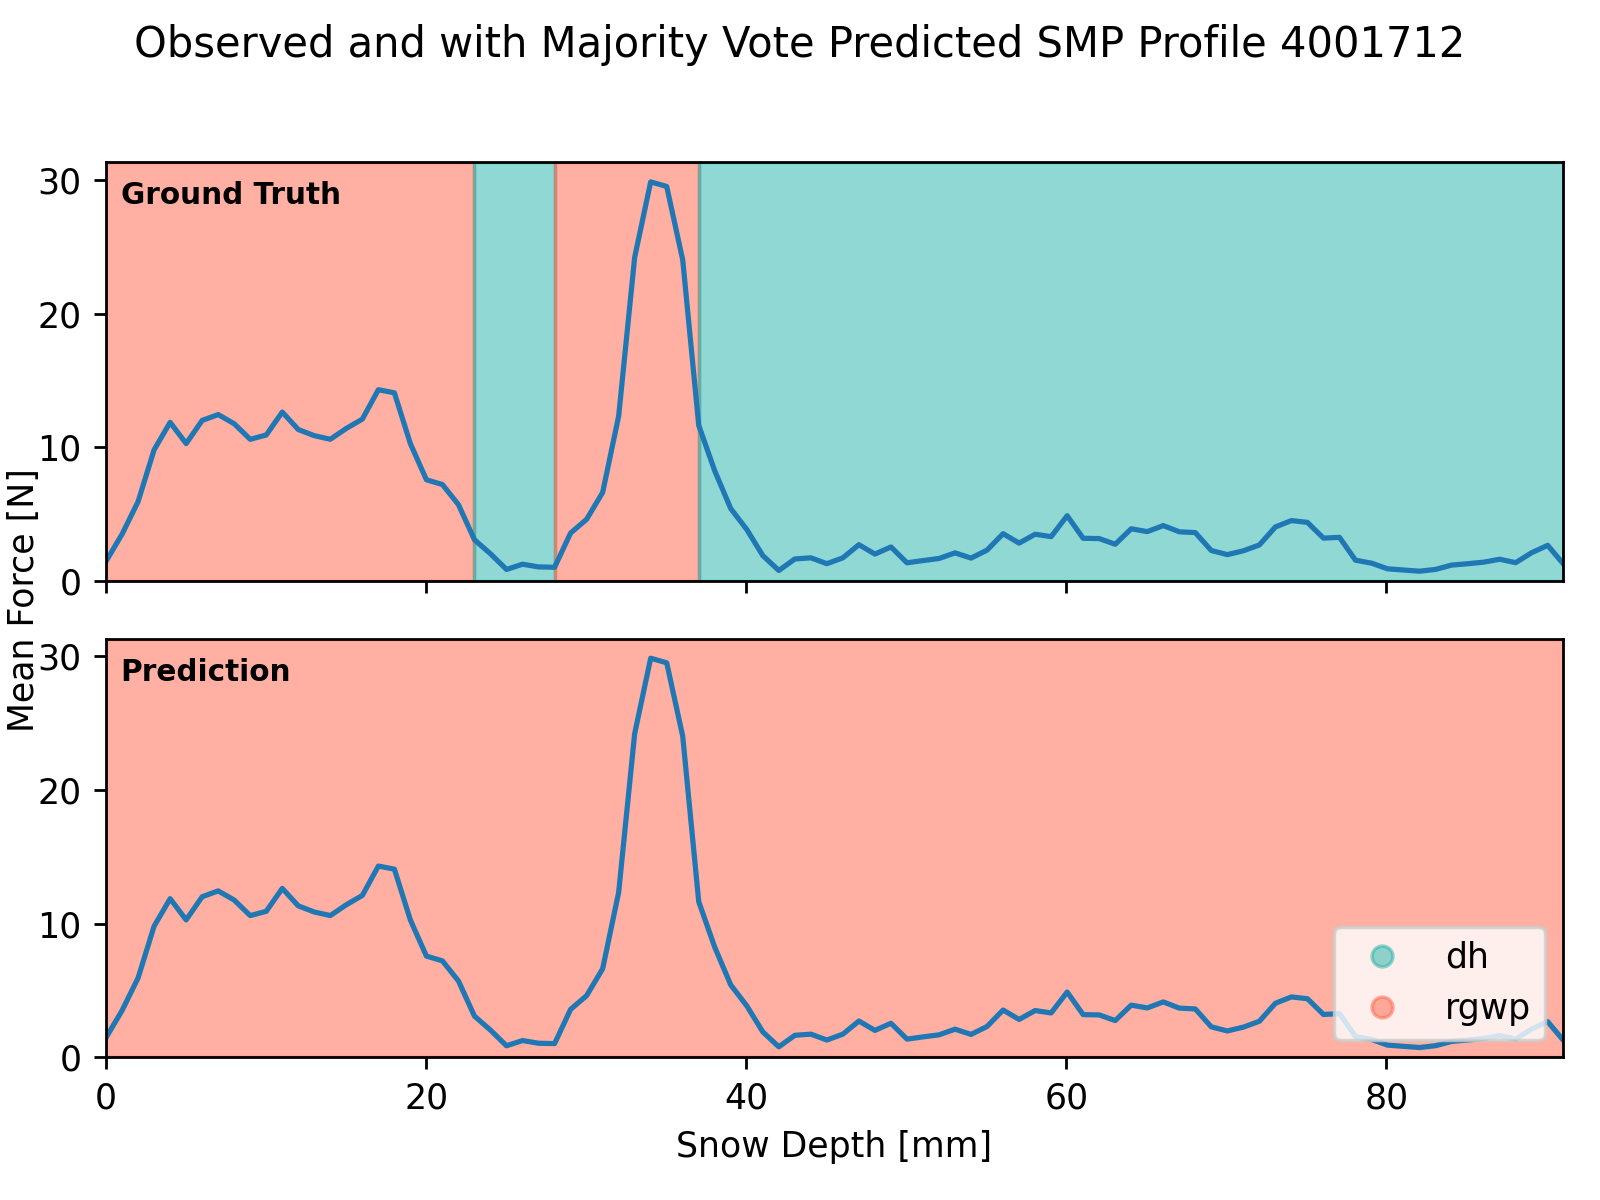 Observed and with Majority Vote Predicted SMP Profile 4001712
30
Ground Truth
20
10
0
Mean Force [N]
30
Prediction
20
10
0
dh
rgwp
0 20 40 60 80
Snow Depth [mm]